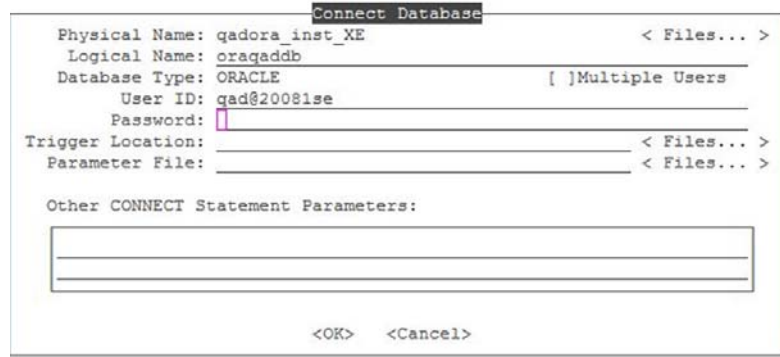 Connect Database
Physical Name: qadora_inst_XE < Files... >
Logical Name: oraqaddb
Database Type: ORACLE [ ]Multiple Users
User ID: qad@20081se
Password:
Trigger Location: < Files... >
Parameter File: < Files... >
Other CONNECT Statement Parameters:
<OK> <Cancel>